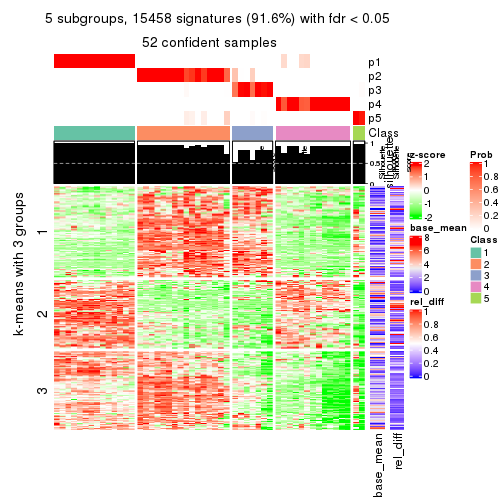 5 subgroups, 15458 signatures (91.6%) with fdr < 0.05
52 confident samples
p1
p2
p3
p4
p5
Class
1
0.5
0
silhouette
k-means with 3 groups
1
2
3
base_mean
rel_diff
z-score
2
1
0
-1
-2
base_mean
8
6
4
2
0
rel_diff
1
0.8
0.6
0.4
0.2
0
Prob
1
0.8
0.6
0.4
0.2
0
Class
1
2
3
4
5